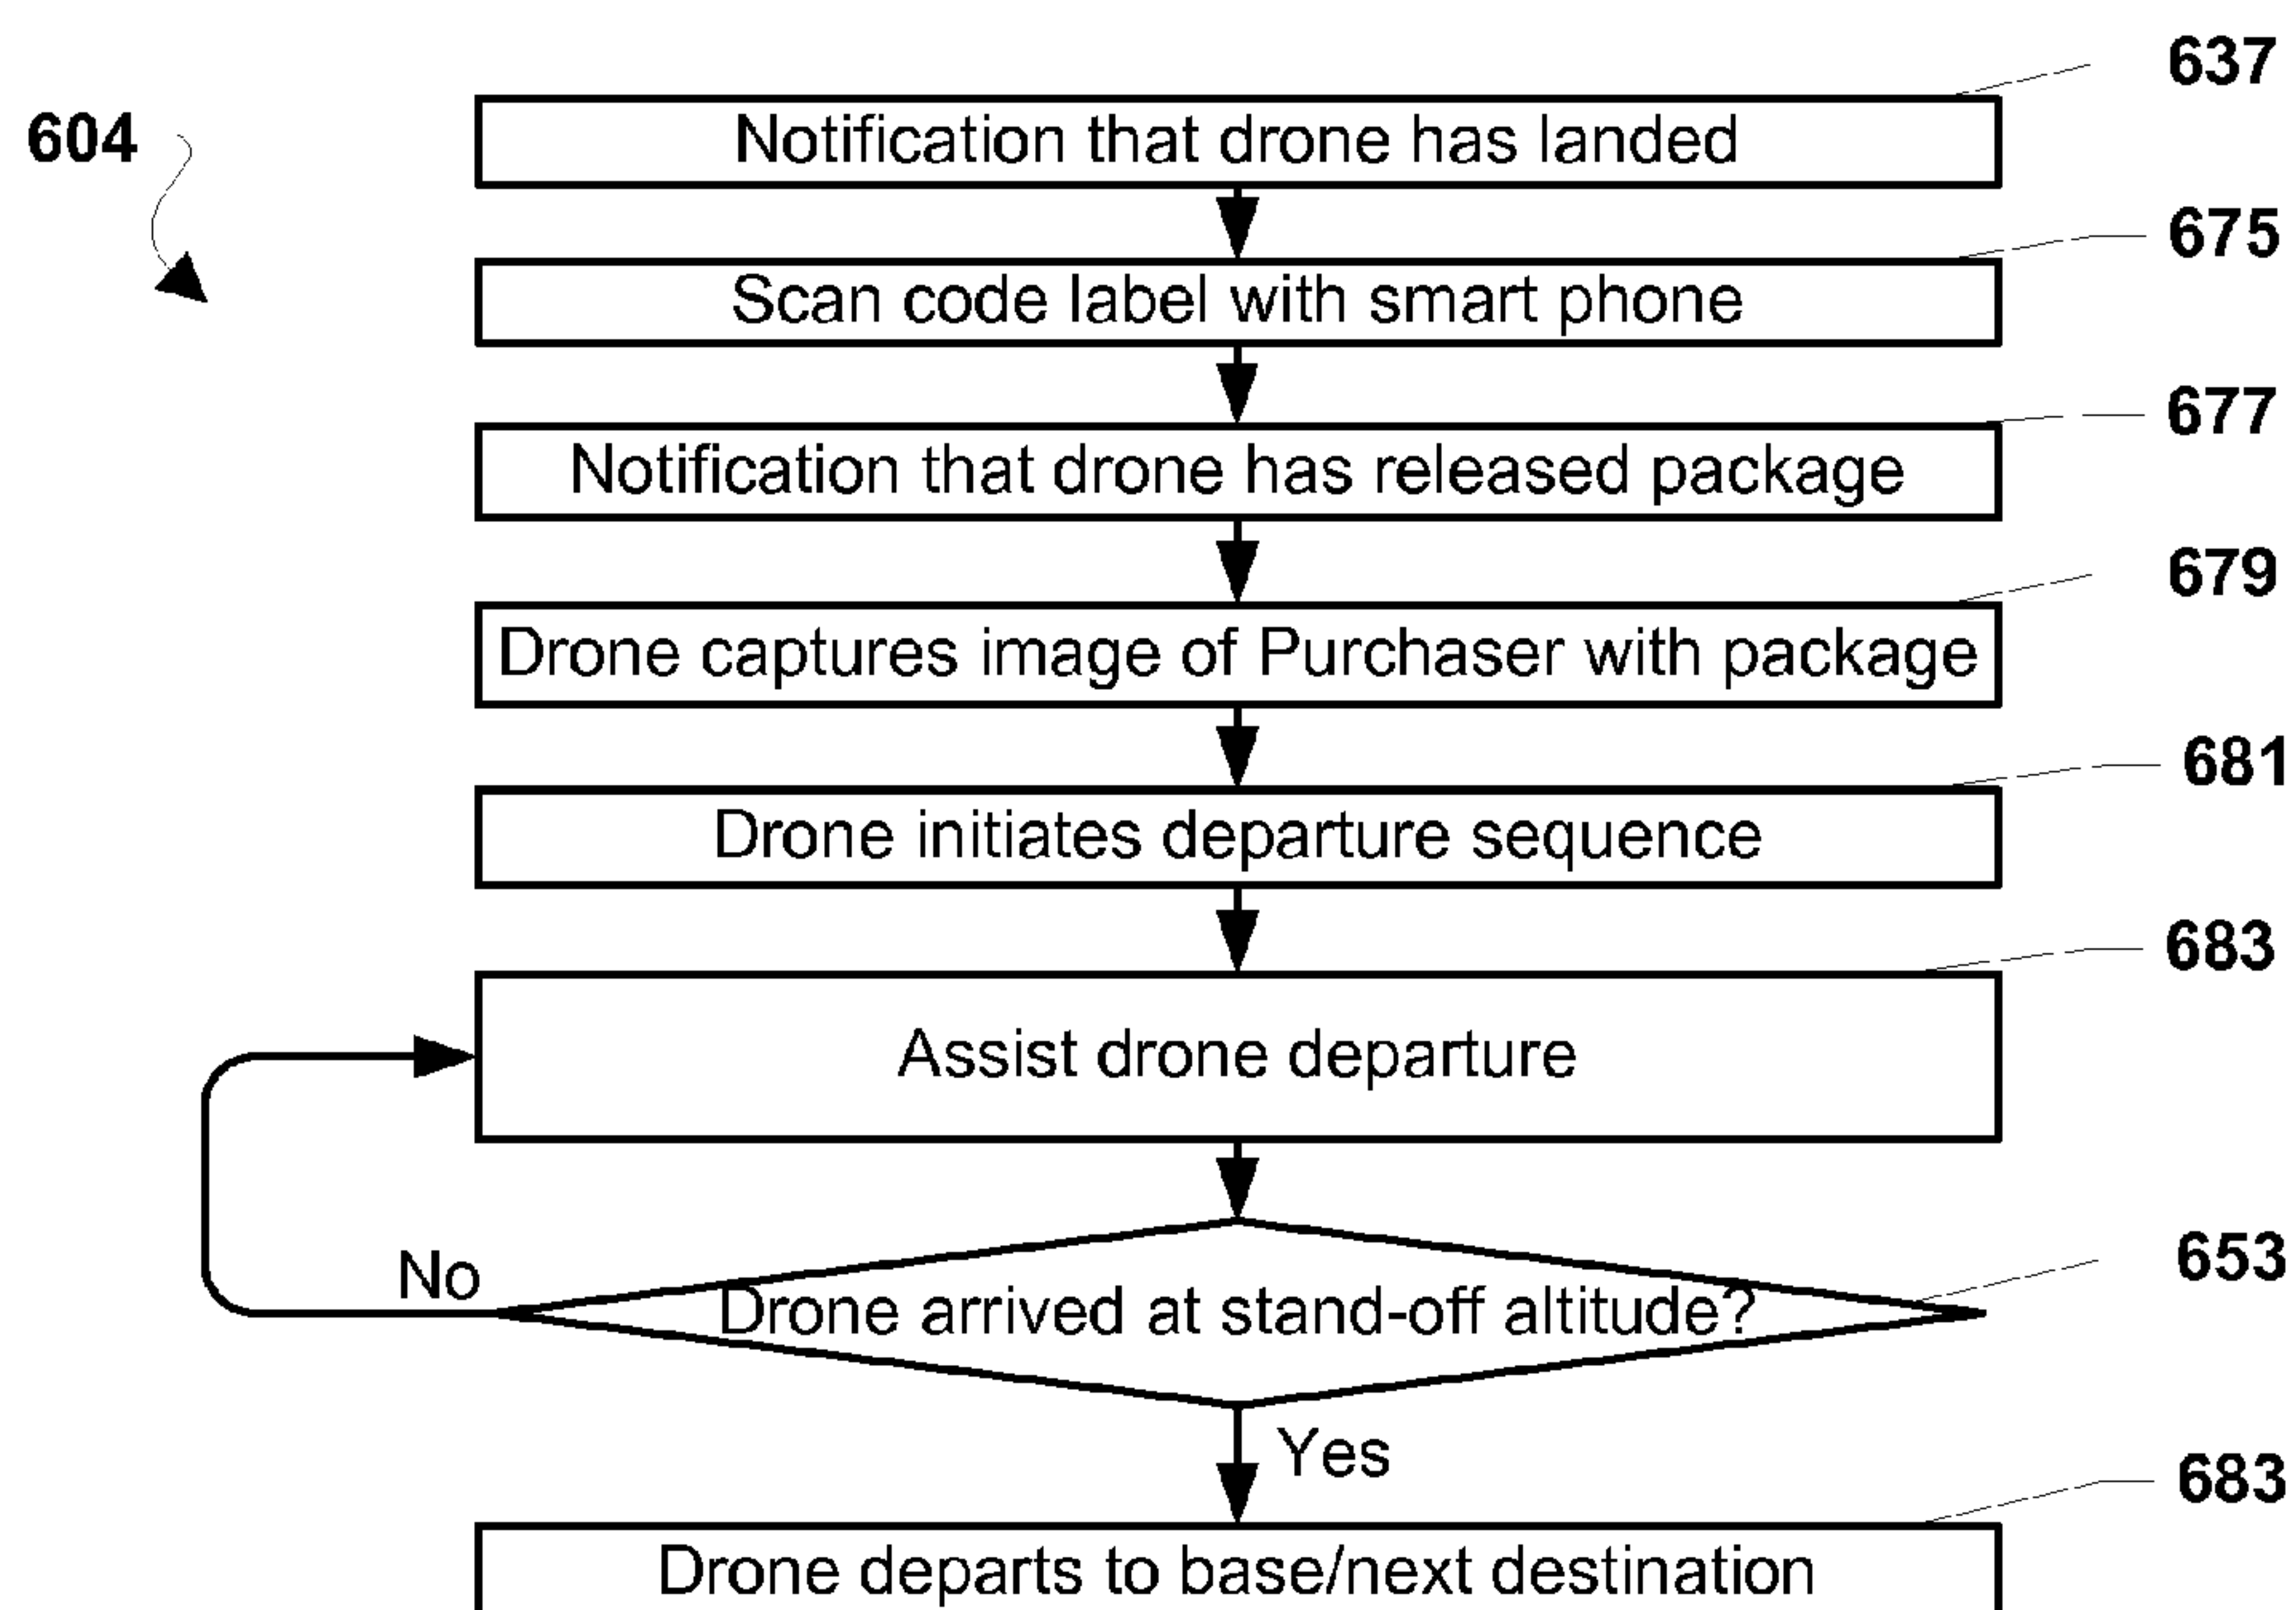 637
604
Notification that drone has landed
675
Scan code label with smart phone
677
Notification that drone has released package
679
Drone captures image of Purchaser with package
681
Drone initiates departure sequence
683
Assist drone departure
653
No
Drone arrived at stand-off altitude?
Yes
683
Drone departs to base/next destination